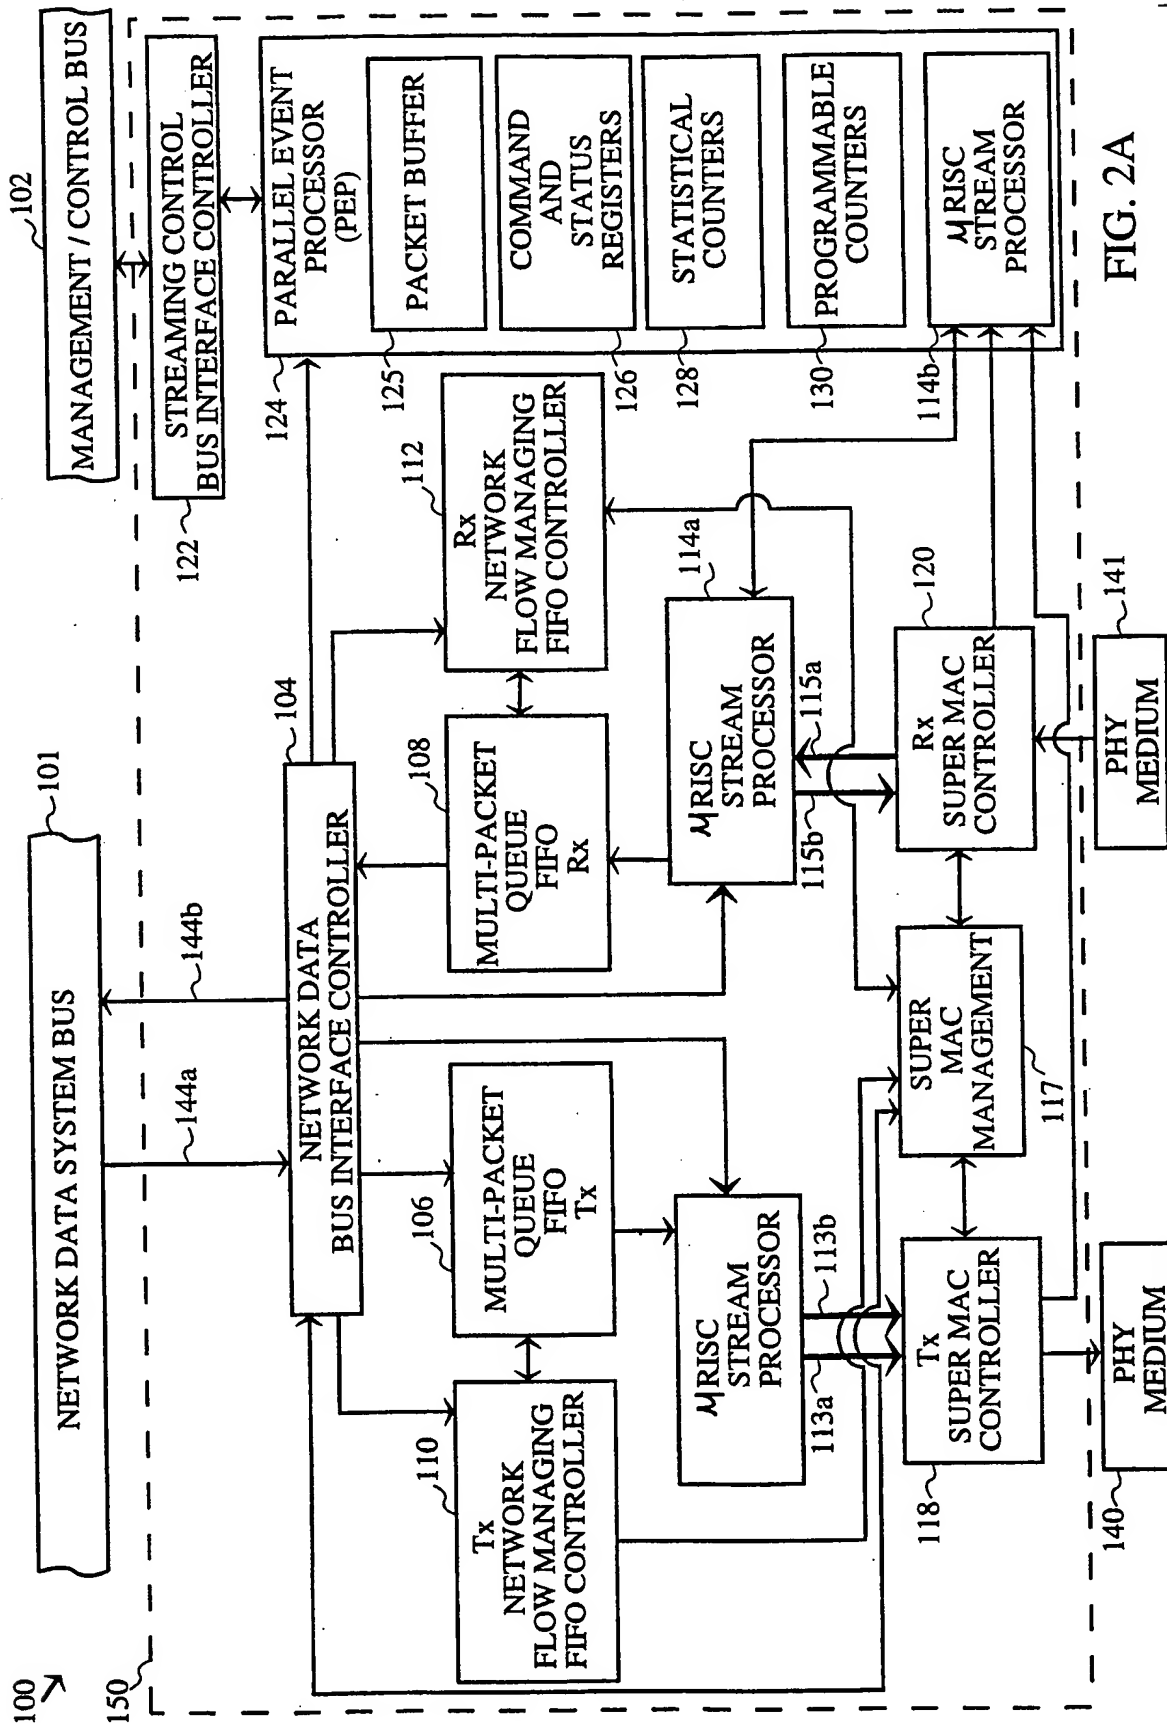 100
150
NETWORK DATA SYSTEM BUS
101
MANAGEMENT / CONTROL BUS
102
144a
144b
122
STREAMING CONTROL
BUS INTERFACE CONTROLLER
NETWORK DATA
BUS INTERFACE CONTROLLER
104
124
PARALLEL EVENT
PROCESSOR
(PEP)
125
PACKET BUFFER
COMMAND
AND
STATUS
REGISTERS
126
STATISTICAL
COUNTERS
128
PROGRAMMABLE
COUNTERS
130
μRISC
STREAM
PROCESSOR
114b
110
Tx
NETWORK
FLOW MANAGING
FIFO CONTROLLER
106
MULTI-PACKET
QUEUE
FIFO
Tx
108
MULTI-PACKET
QUEUE
FIFO
Rx
112
Rx
NETWORK
FLOW MANAGING
FIFO CONTROLLER
μRISC
STREAM
PROCESSOR
113a
113b
μRISC
STREAM
PROCESSOR
114a
115b
115a
118
Tx
SUPER MAC
CONTROLLER
SUPER
MAC
MANAGEMENT
117
Rx
SUPER MAC
CONTROLLER
120
140
PHY
MEDIUM
PHY
MEDIUM
141
FIG. 2A